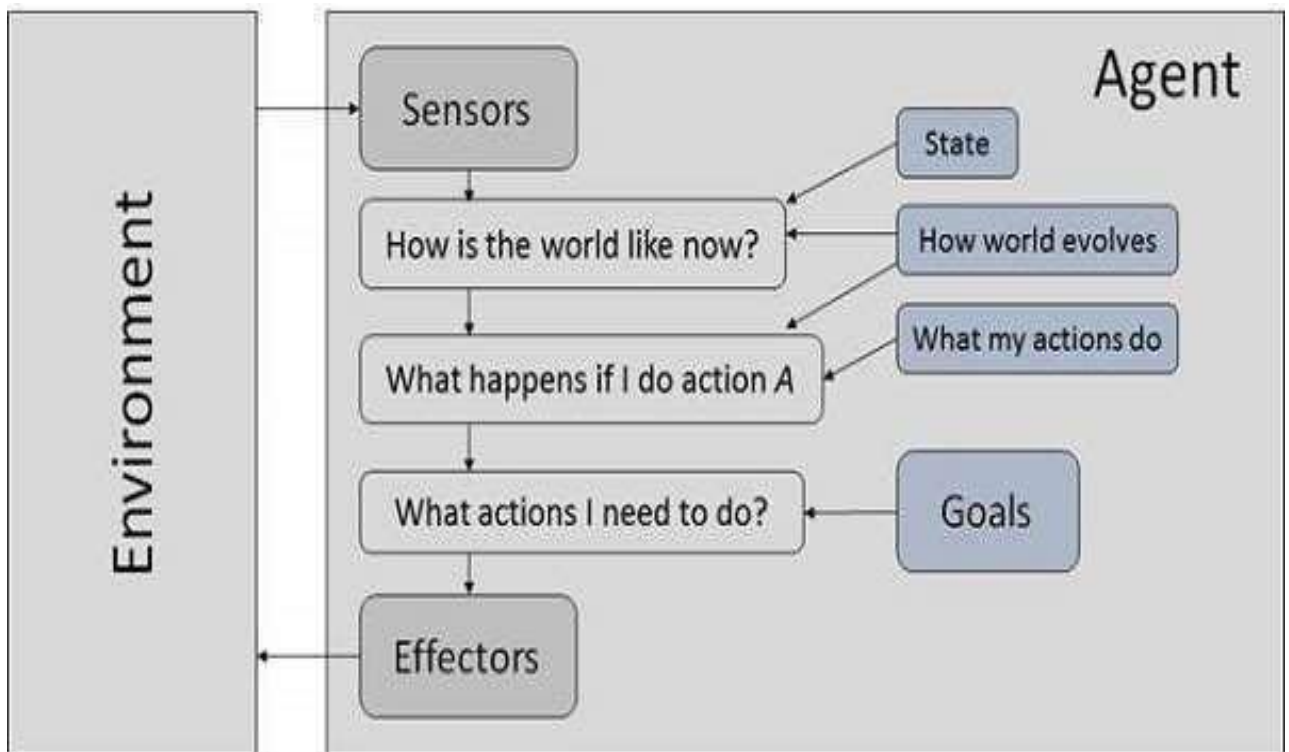 Environment
Agent
Sensors
State
How is the world like now?
How world evolves
What my actions do
What happens if I do action A
What actions I need to do?
Goals
Effectors